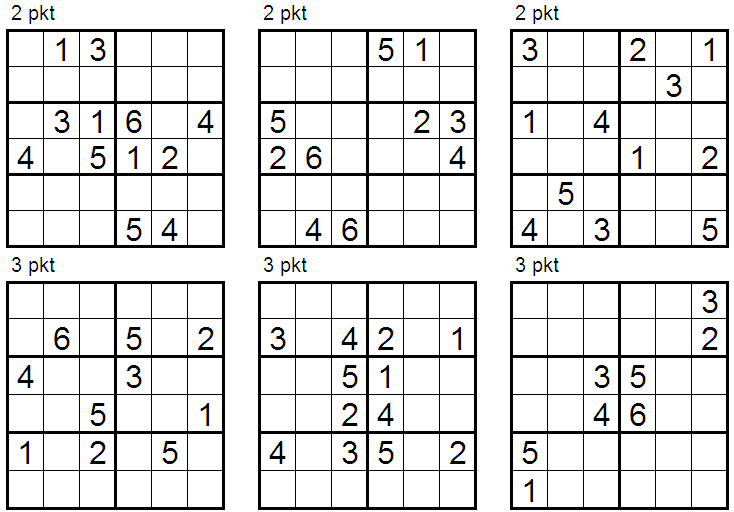 2 pkt 2 pkt 2 pkt
1 3 5 1 3 2 1
3
3 1 6 4 5 2 3 1 4
4 5 1 2 2 6 4 1 2
5
5 4 4 6 4 3 5
3 pkt 3 pkt 3 pkt
3
6 5 2 3 4 2 1 2
4 3 5 1 3 5
5 1 2 4 4 6
1 2 5 4 3 5 2 5
1